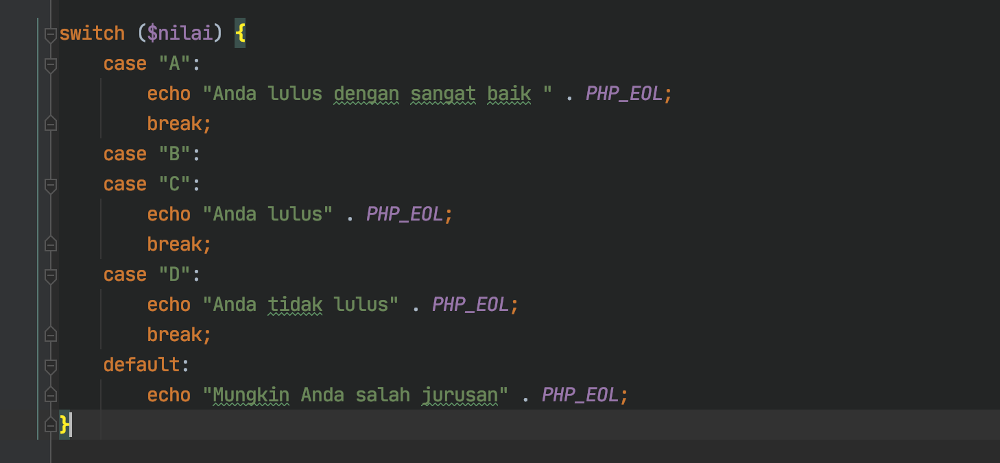 switch ($nilai) {
    case "A":
        echo "Anda lulus dengan sangat baik " . PHP_EOL;
        break;
    case "B":
    case "C":
        echo "Anda lulus" . PHP_EOL;
        break;
    case "D":
        echo "Anda tidak lulus" . PHP_EOL;
        break;
    default:
        echo "Mungkin Anda salah jurusan" . PHP_EOL;
}